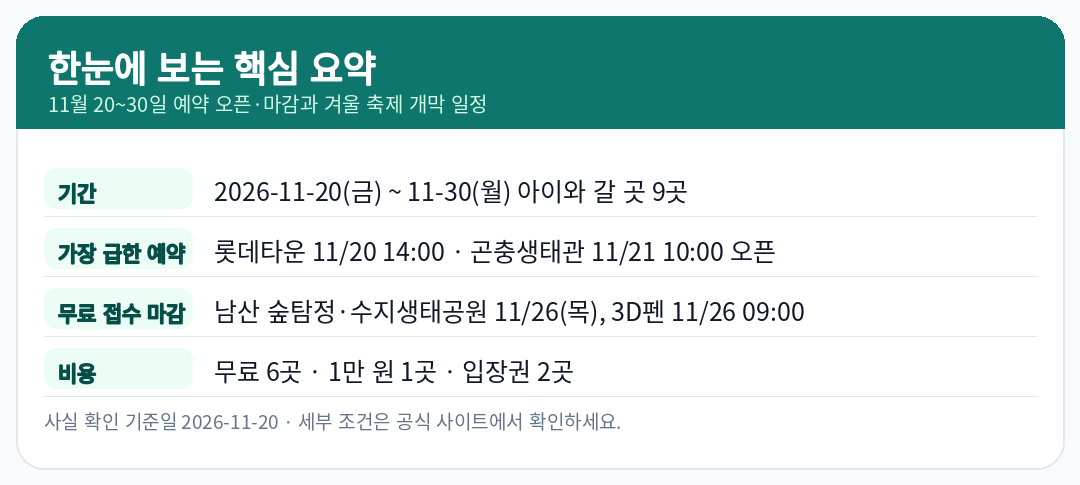 한눈에 보는 핵심 요약
11월 20~30일 예약 오픈·마감과 겨울 축제 개막 일정
기간
2026-11-20(금) ~ 11-30(월) 아이와 갈 곳 9곳
가장 급한 예약
롯데타운 11/20 14:00 · 곤충생태관 11/21 10:00 오픈
무료 접수 마감
남산 숲탐정·수지생태공원 11/26(목), 3D펜 11/26 09:00
비용
무료 6곳 · 1만 원 1곳 · 입장권 2곳
사실 확인 기준일 2026-11-20 · 세부 조건은 공식 사이트에서 확인하세요.